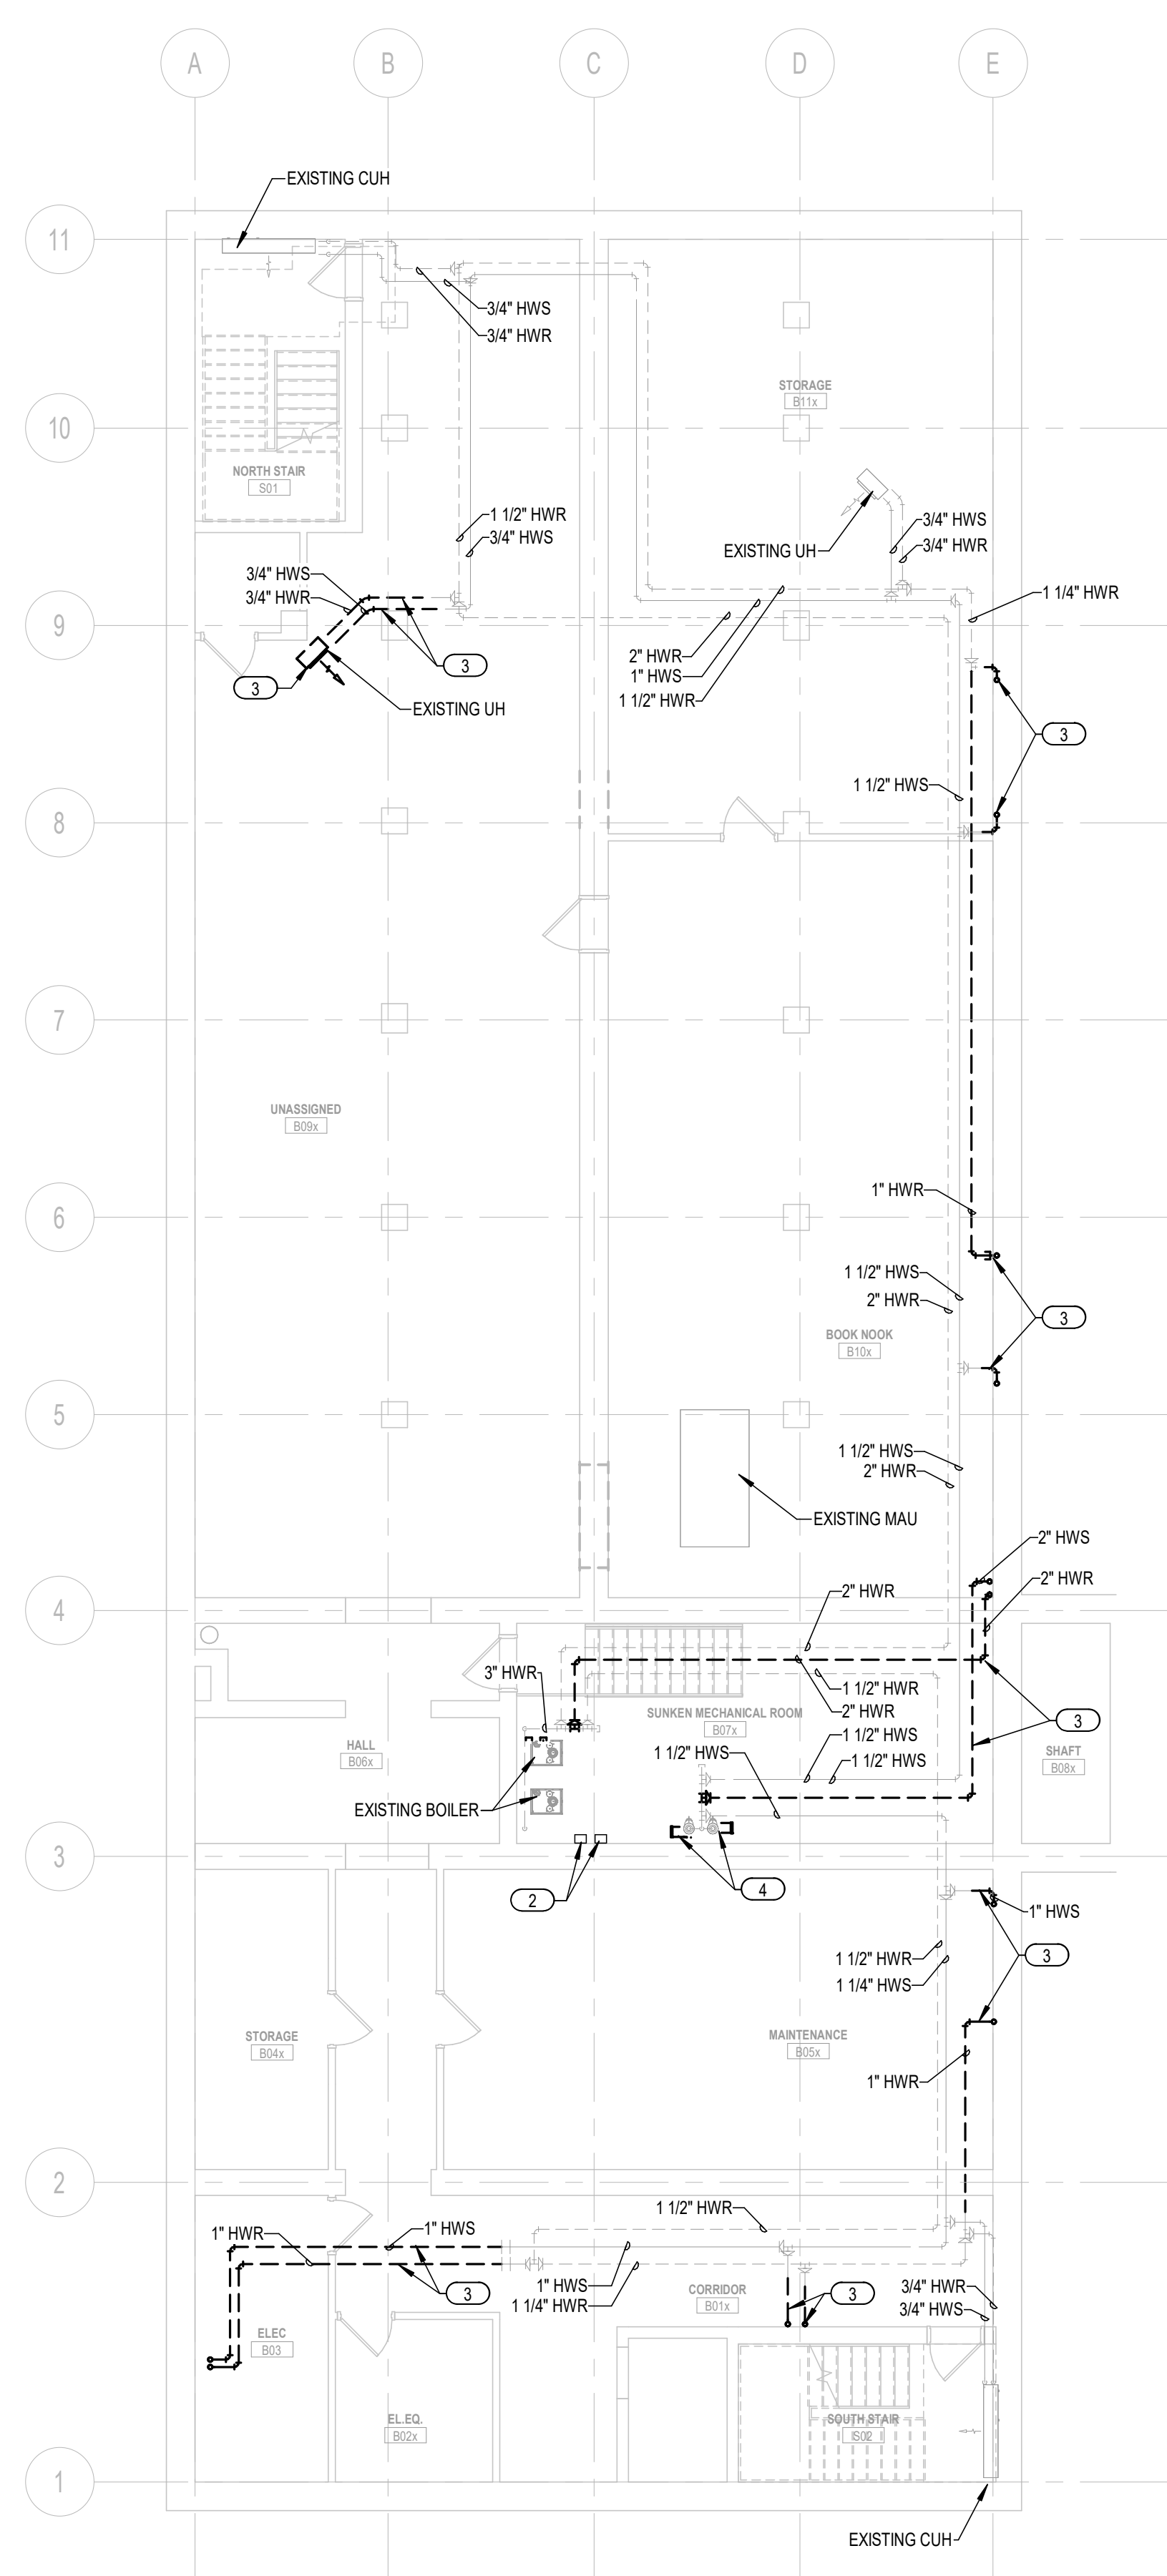 A
B
C
D
E
EXISTING CUH
11
3/4" HWS
3/4" HWR
STORAGE
B11x
10
NORTH STAIR
S01
1 1/2" HWR
3/4" HWS
3/4" HWS
3/4" HWR
EXISTING UH
3/4" HWS
3/4" HWR
1 1/4" HWR
9
2" HWR
1" HWS
1 1/2" HWR
3
3
EXISTING UH
3
1 1/2" HWS
8
7
UNASSIGNED
B09x
1" HWR
6
1 1/2" HWS
2" HWR
3
BOOK NOOK
B10x
5
1 1/2" HWS
2" HWR
EXISTING MAU
2" HWS
2" HWR
4
2" HWR
3" HWR
1 1/2" HWR
2" HWR
SUNKEN MECHANICAL ROOM
B07x
3
1 1/2" HWS
1 1/2" HWS
1 1/2" HWS
HALL
B06x
SHAFT
B08x
EXISTING BOILER
3
2
4
1" HWS
1 1/2" HWR
1 1/4" HWS
3
STORAGE
B04x
MAINTENANCE
B05x
1" HWR
2
1 1/2" HWR
1" HWR
1" HWS
3
1" HWS
1 1/4" HWR
CORRIDOR
B01x
3
3/4" HWR
3/4" HWS
ELEC
B03
EL.EQ.
B02x
SOUTH STAIR
S02
1
EXISTING CUH